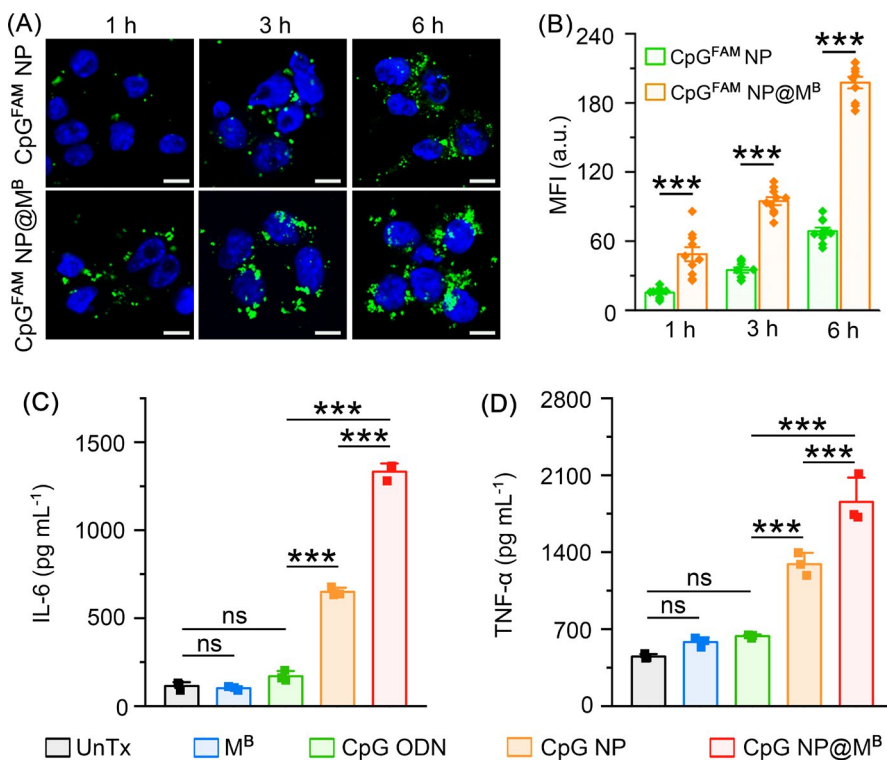 (A)
1 h 3 h 6 h
CpG^FAM NP
CpG^FAM NP@M^B
(B)
240
180
120
60
0
MFI (a.u.)
CpG^FAM NP
CpG^FAM NP@M^B
***
***
***
1 h 3 h 6 h
(C)
1500
1000
500
0
IL-6 (pg mL⁻¹)
***
***
***
ns
ns
(D)
2800
2100
1400
700
0
TNF-α (pg mL⁻¹)
***
***
***
ns
ns
UnTx M^B CpG ODN CpG NP CpG NP@M^B